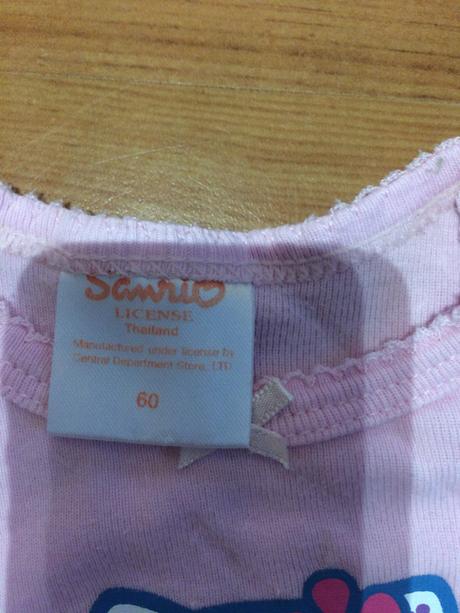 Sanrio
LICENSE
Thailand
Manufactured under license by
Central Department Store, LTD
60